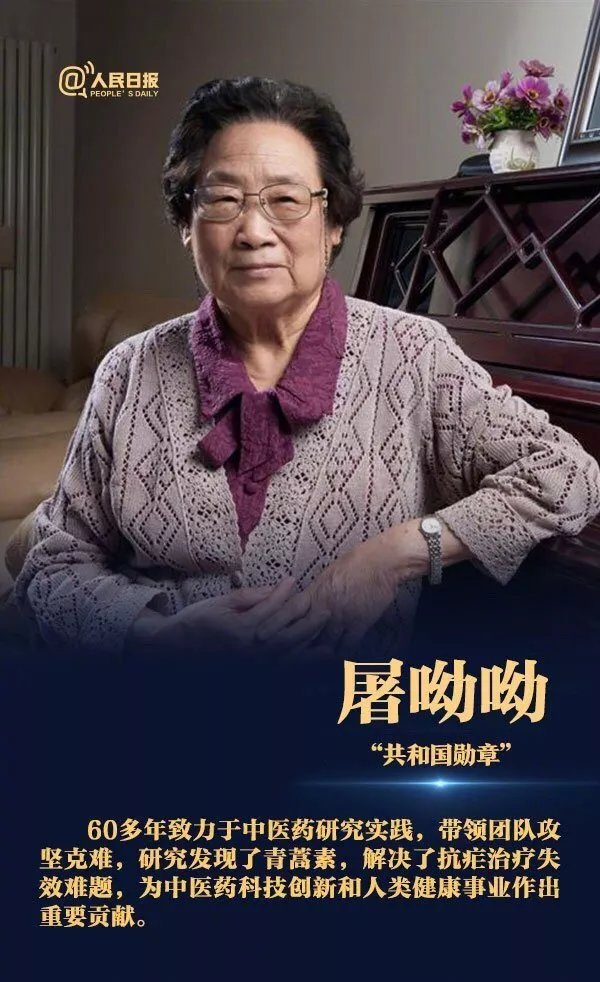 @人民日报
PEOPLE'S DAILY
屠呦呦
“共和国勋章”
60多年致力于中医药研究实践，带领团队攻
坚克难，研究发现了青蒿素，解决了抗疟治疗失
效难题，为中医药科技创新和人类健康事业作出
重要贡献。